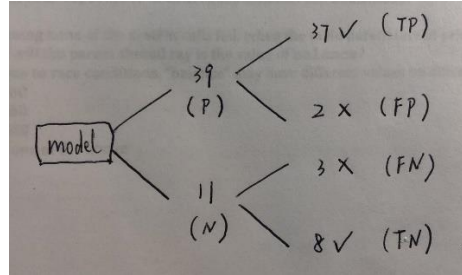 37 ✓ (TP)
39
(P)
2 × (FP)
model
3 × (FN)
11
(N)
8 ✓ (TN)